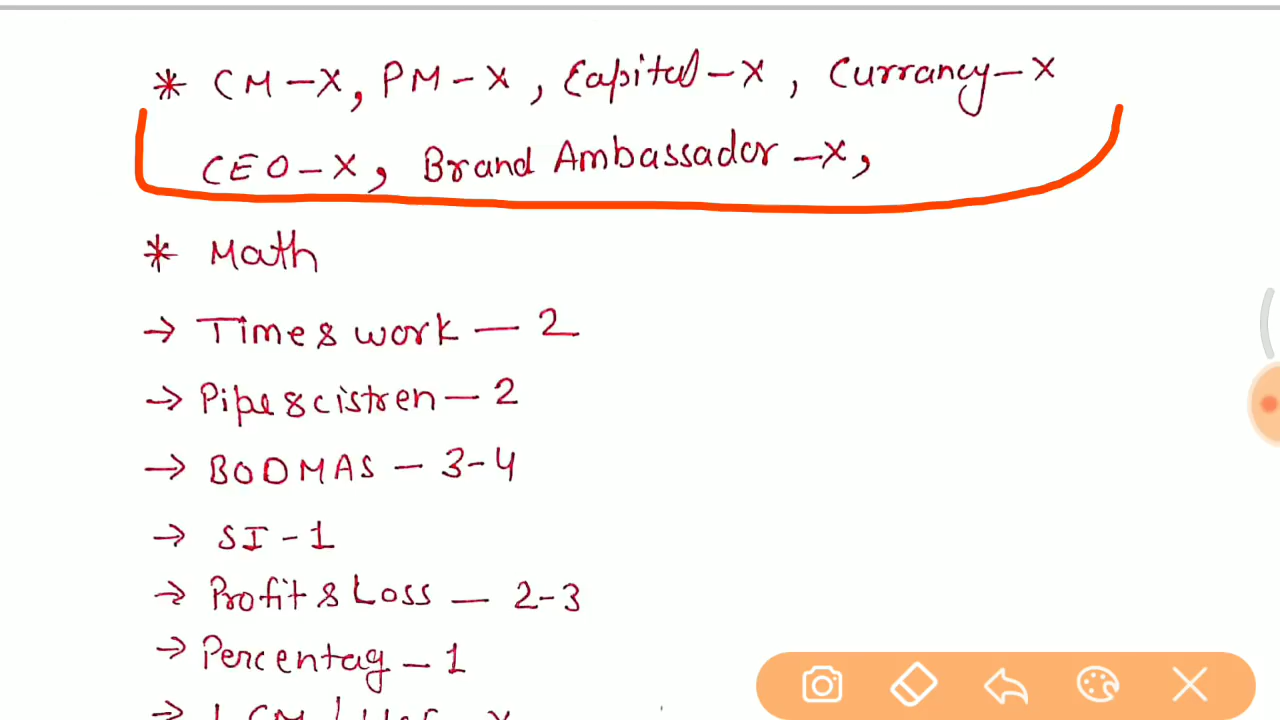 * CM - X, PM - X, Capital - X, Currancy - X
CEO - X, Brand Ambassador - X,
* Math
→ Time & work — 2
→ Pipe & cistren — 2
→ BODMAS — 3-4
→ SI - 1
→ Profit & Loss — 2-3
→ Percentag — 1
→ LCM /